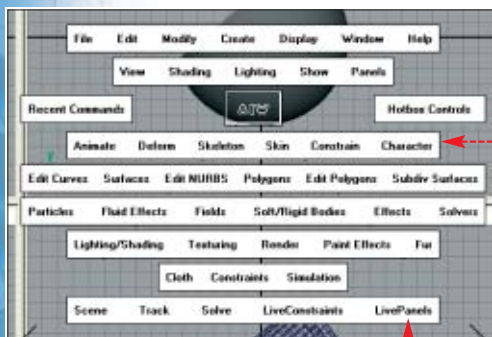 File Edit Modify Create Display Window Help
View Shading Lighting Show Panels
Recent Commands Hotbox Controls
Animate Deform Skeleton Skin Constrain Character
Edit Curves Surfaces Edit NURBS Polygons Edit Polygons Subdiv Surfaces
Particles Fluid Effects Fields Soft/Rigid Bodies Effects Solvers
Lighting/Shading Texturing Render Paint Effects Fur
Cloth Constraints Simulation
Scene Track Solve LiveConstraints LivePanels